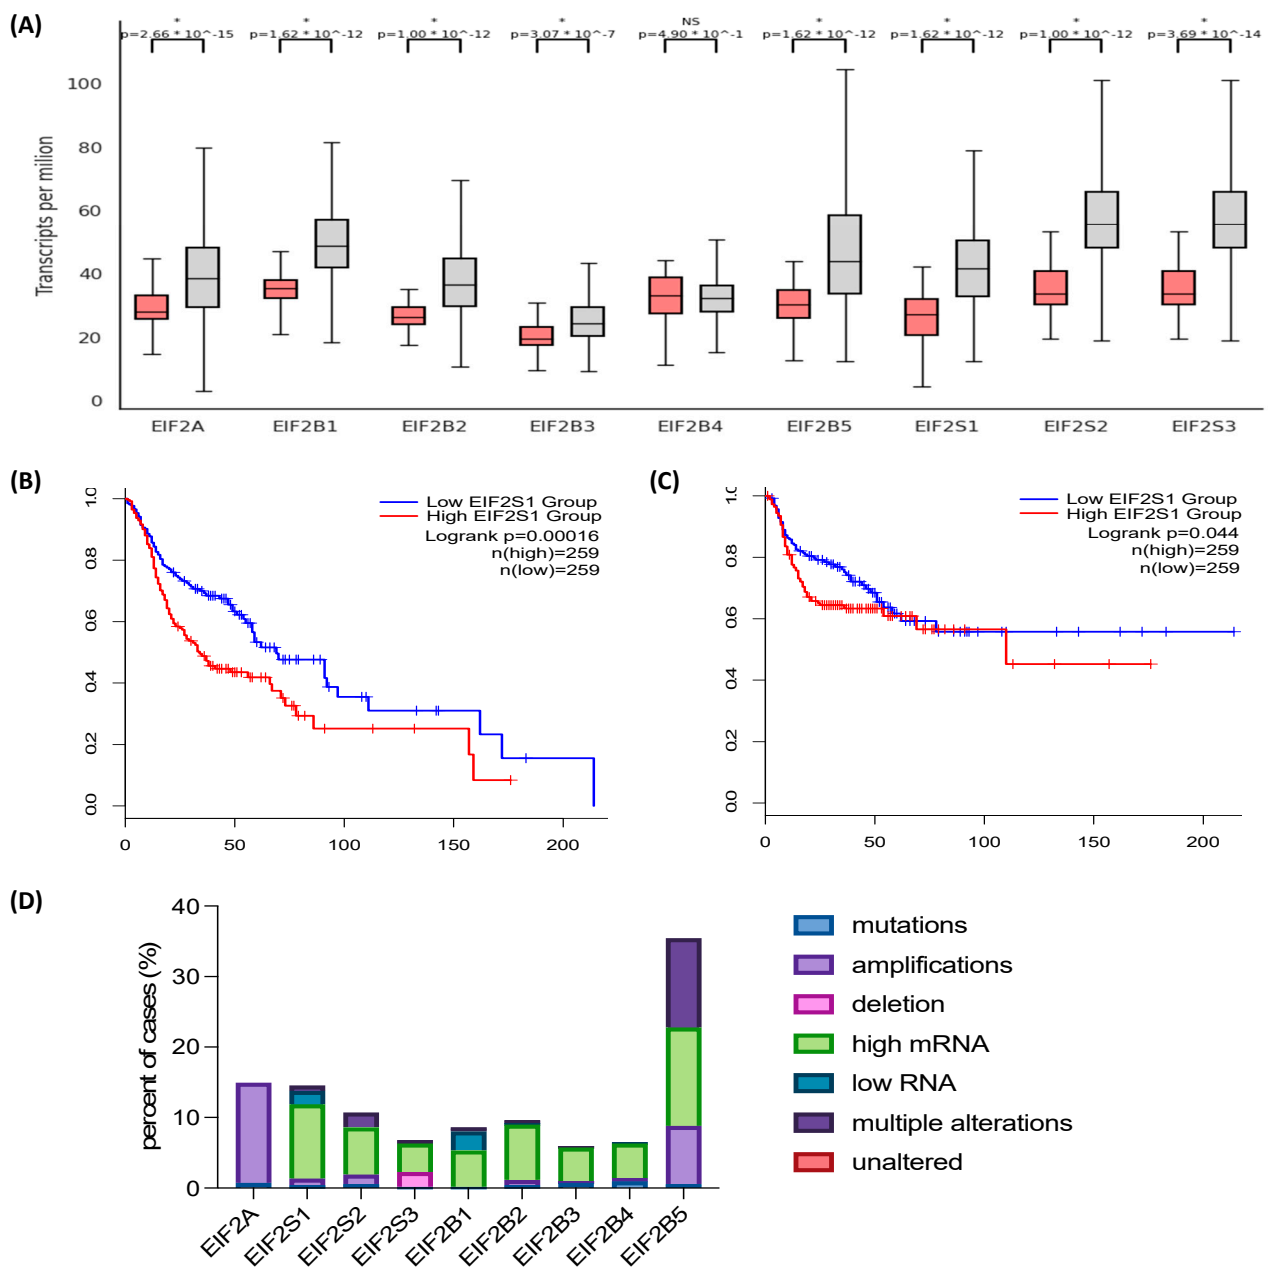 (A)
* * * * NS * * * *
p=2.66 * 10^-15 p=1.62 * 10^-12 p=1.00 * 10^-12 p=3.07 * 10^-7 p=4.90 * 10^-1 p=1.62 * 10^-12 p=1.62 * 10^-12 p=1.00 * 10^-12 p=3.69 * 10^-14
Transcripts per milion
100
80
60
40
20
0
EIF2A EIF2B1 EIF2B2 EIF2B3 EIF2B4 EIF2B5 EIF2S1 EIF2S2 EIF2S3
(B)
Low EIF2S1 Group
High EIF2S1 Group
Logrank p=0.00016
n(high)=259
n(low)=259
1.0
0.8
0.6
0.4
0.2
0.0
0 50 100 150 200
(C)
Low EIF2S1 Group
High EIF2S1 Group
Logrank p=0.044
n(high)=259
n(low)=259
1.0
0.8
0.6
0.4
0.2
0.0
0 50 100 150 200
(D)
percent of cases (%)
40
30
20
10
0
EIF2A EIF2S1 EIF2S2 EIF2S3 EIF2B1 EIF2B2 EIF2B3 EIF2B4 EIF2B5
mutations
amplifications
deletion
high mRNA
low RNA
multiple alterations
unaltered